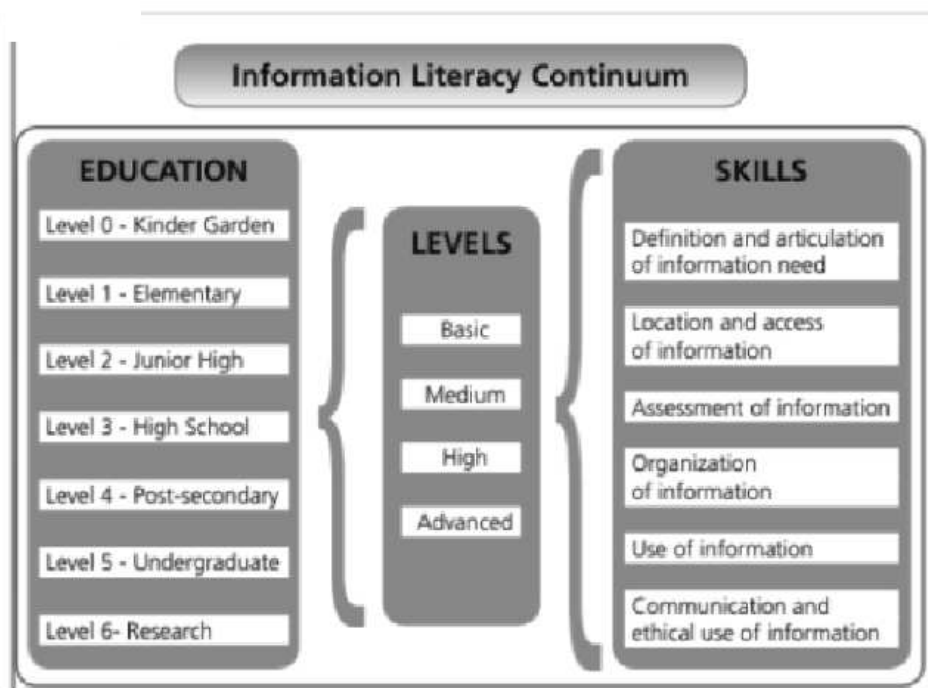 Information Literacy Continuum
EDUCATION
Level 0 - Kinder Garden
Level 1 - Elementary
Level 2 - Junior High
Level 3 - High School
Level 4 - Post-secondary
Level 5 - Undergraduate
Level 6- Research
LEVELS
Basic
Medium
High
Advanced
SKILLS
Definition and articulation
of information need
Location and access
of information
Assessment of information
Organization
of information
Use of information
Communication and
ethical use of information